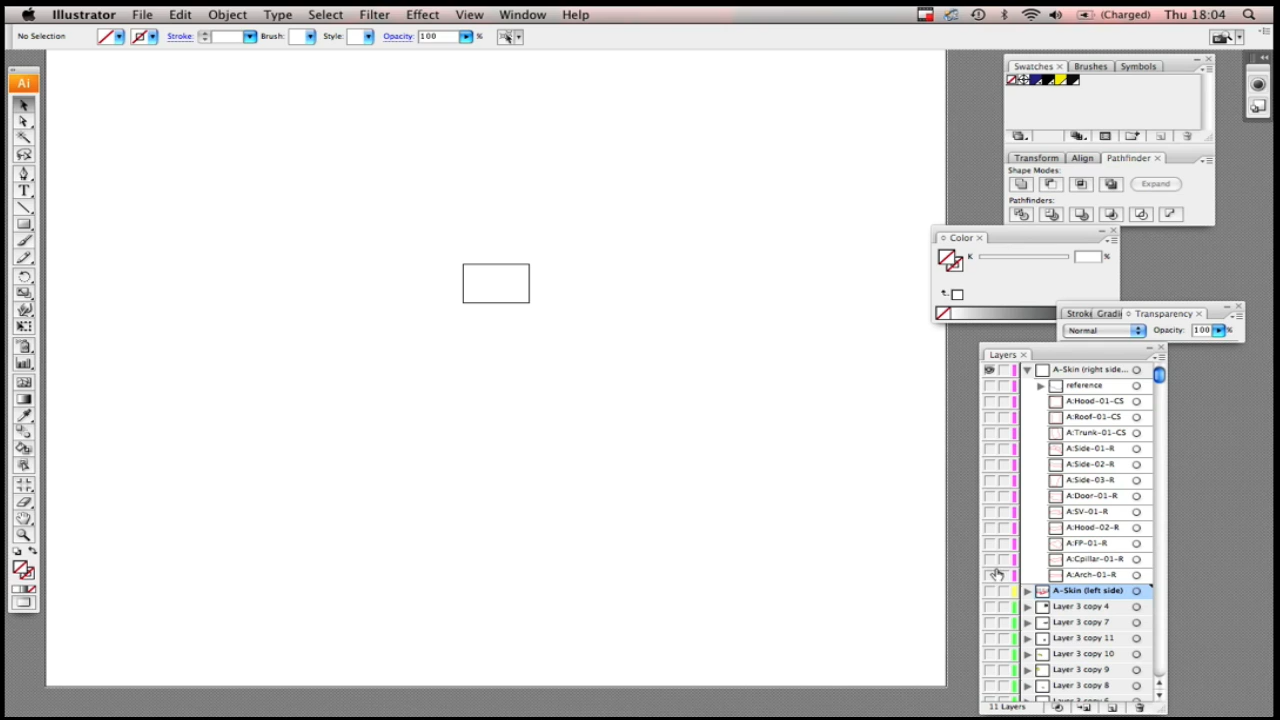 Illustrator File Edit Object Type Select Filter Effect View Window Help (Charged) Thu 18:04
No Selection Stroke: Brush: Style: Opacity: 100 %
Ai
Swatches Brushes Symbols
Transform Align Pathfinder
Shape Modes:
Expand
Pathfinders:
Color
K %
Stroke Gradi Transparency
Normal Opacity: 100 %
Layers
A-Skin (right side...
reference
A:Hood-01-CS
A:Roof-01-CS
A:Trunk-01-CS
A:Side-01-R
A:Side-02-R
A:Side-03-R
A:Door-01-R
A:SV-01-R
A:Hood-02-R
A:FP-01-R
A:Cpillar-01-R
A:Arch-01-R
A-Skin (left side)
Layer 3 copy 4
Layer 3 copy 7
Layer 3 copy 11
Layer 3 copy 10
Layer 3 copy 9
Layer 3 copy 8
11 Layers